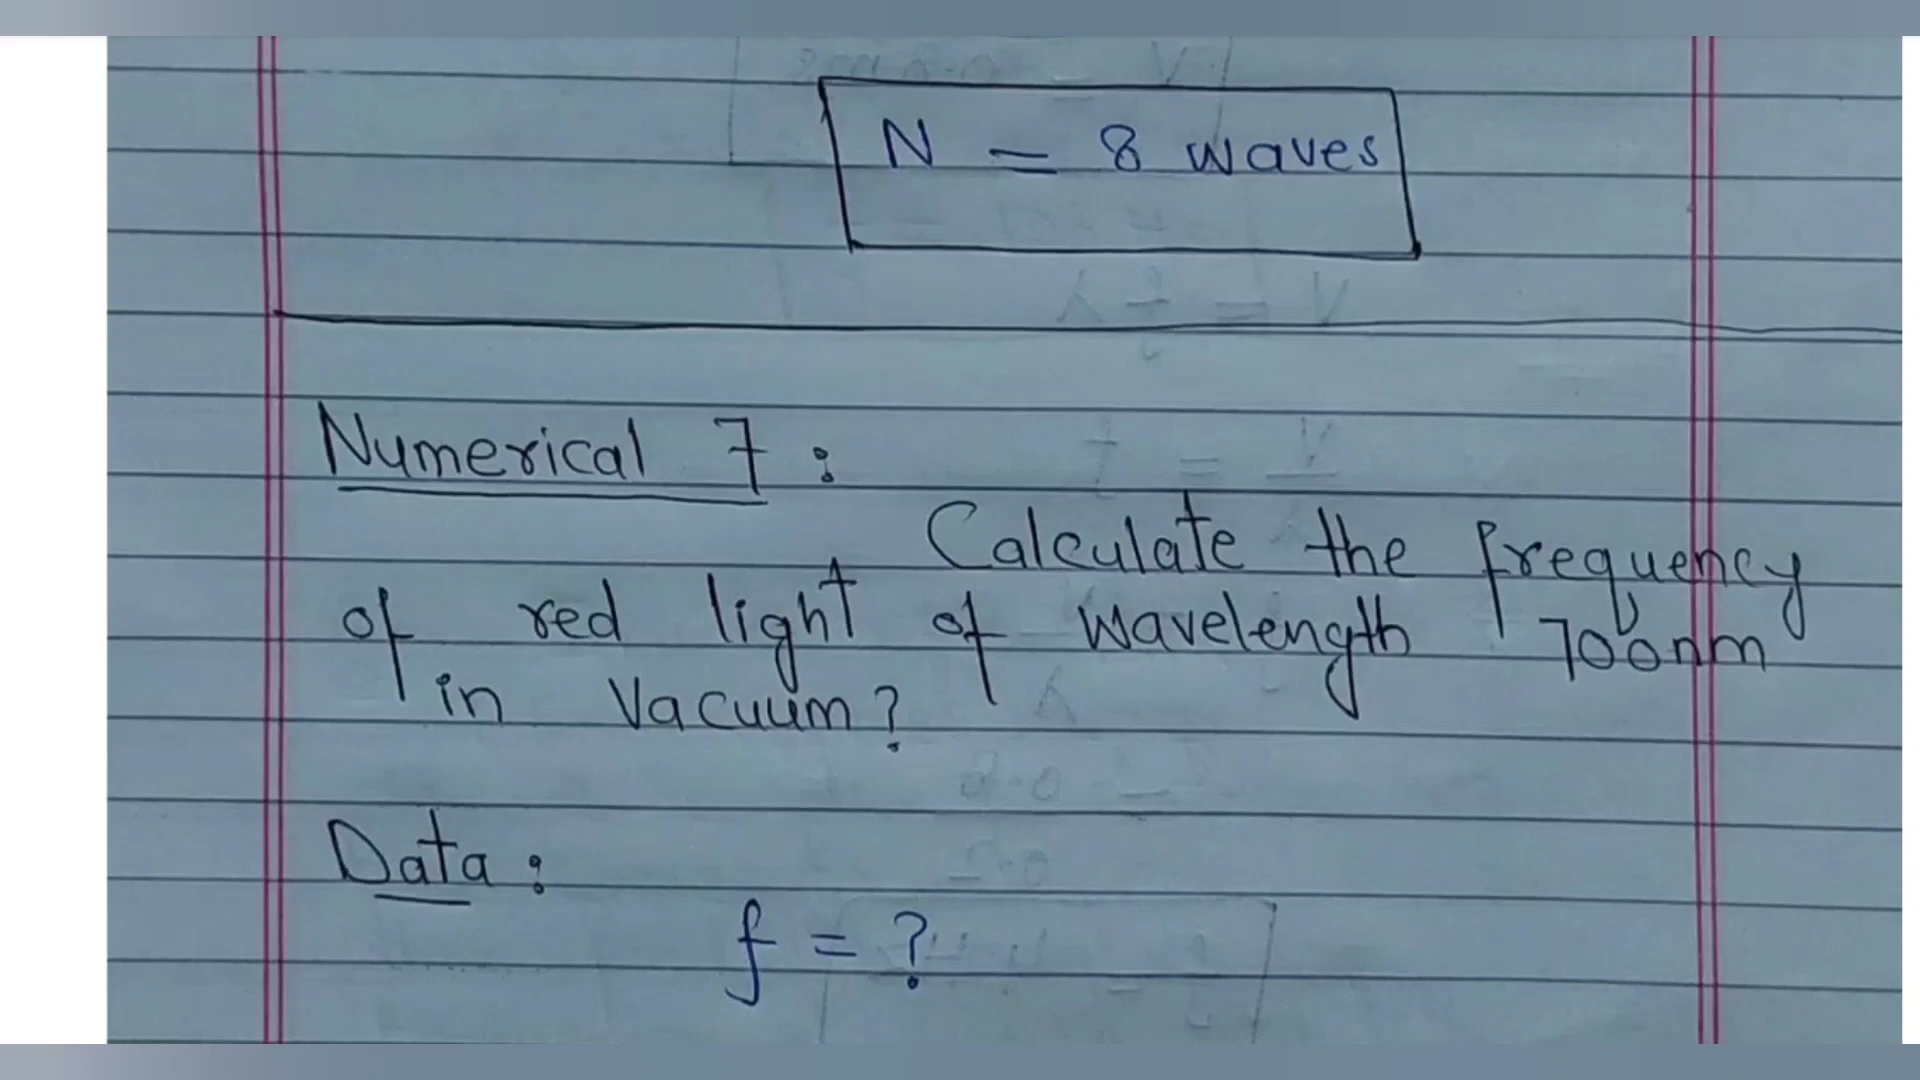 N = 8 waves
Numerical 7 :
Calculate the frequency
of red light of wavelength 700nm
in Vacuum?
Data :
f = ?